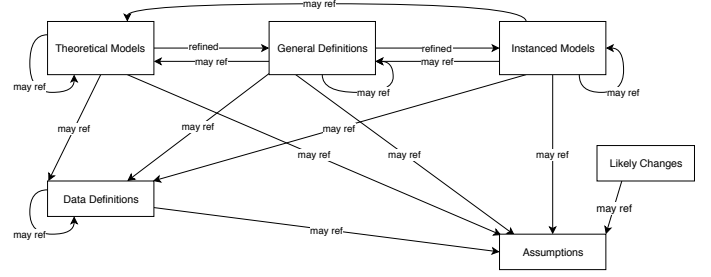 may ref
Theoretical Models
refined
General Definitions
refined
Instanced Models
may ref
may ref
may ref
may ref
may ref
may ref
may ref
may ref
may ref
may ref
may ref
may ref
Likely Changes
Data Definitions
may ref
may ref
may ref
Assumptions